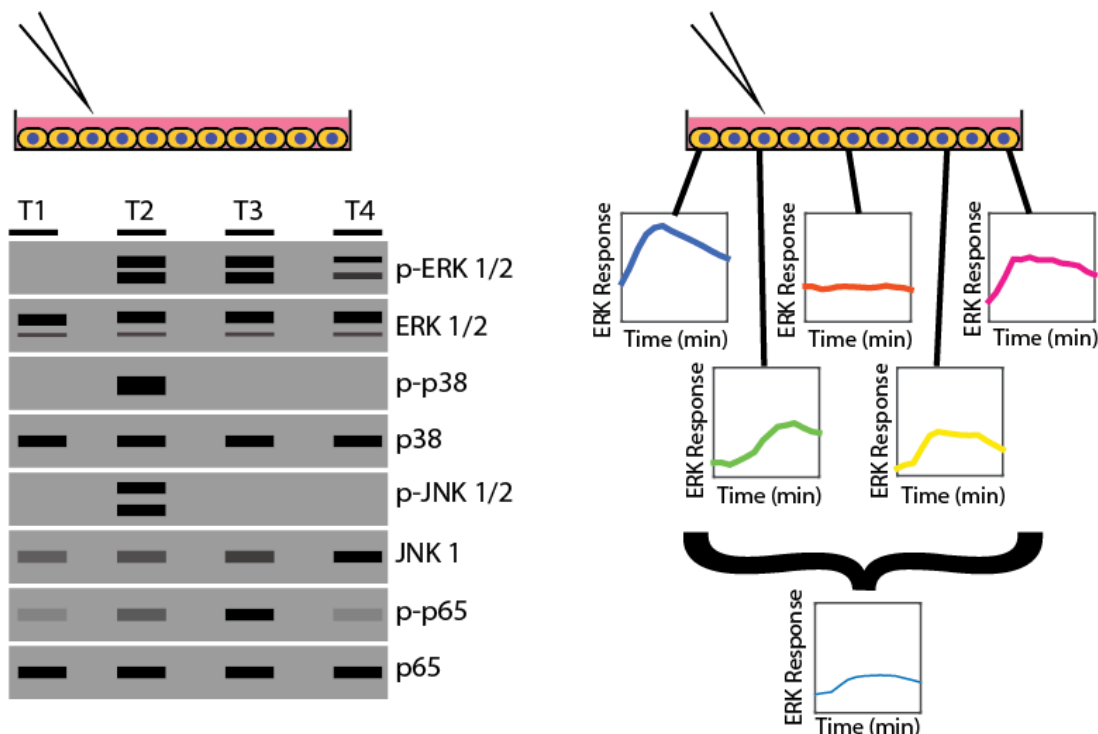 T1 T2 T3 T4
p-ERK 1/2
ERK 1/2
p-p38
p38
p-JNK 1/2
JNK 1
p-p65
p65
ERK Response
Time (min)
ERK Response
Time (min)
ERK Response
Time (min)
ERK Response
Time (min)
ERK Response
Time (min)
ERK Response
Time (min)